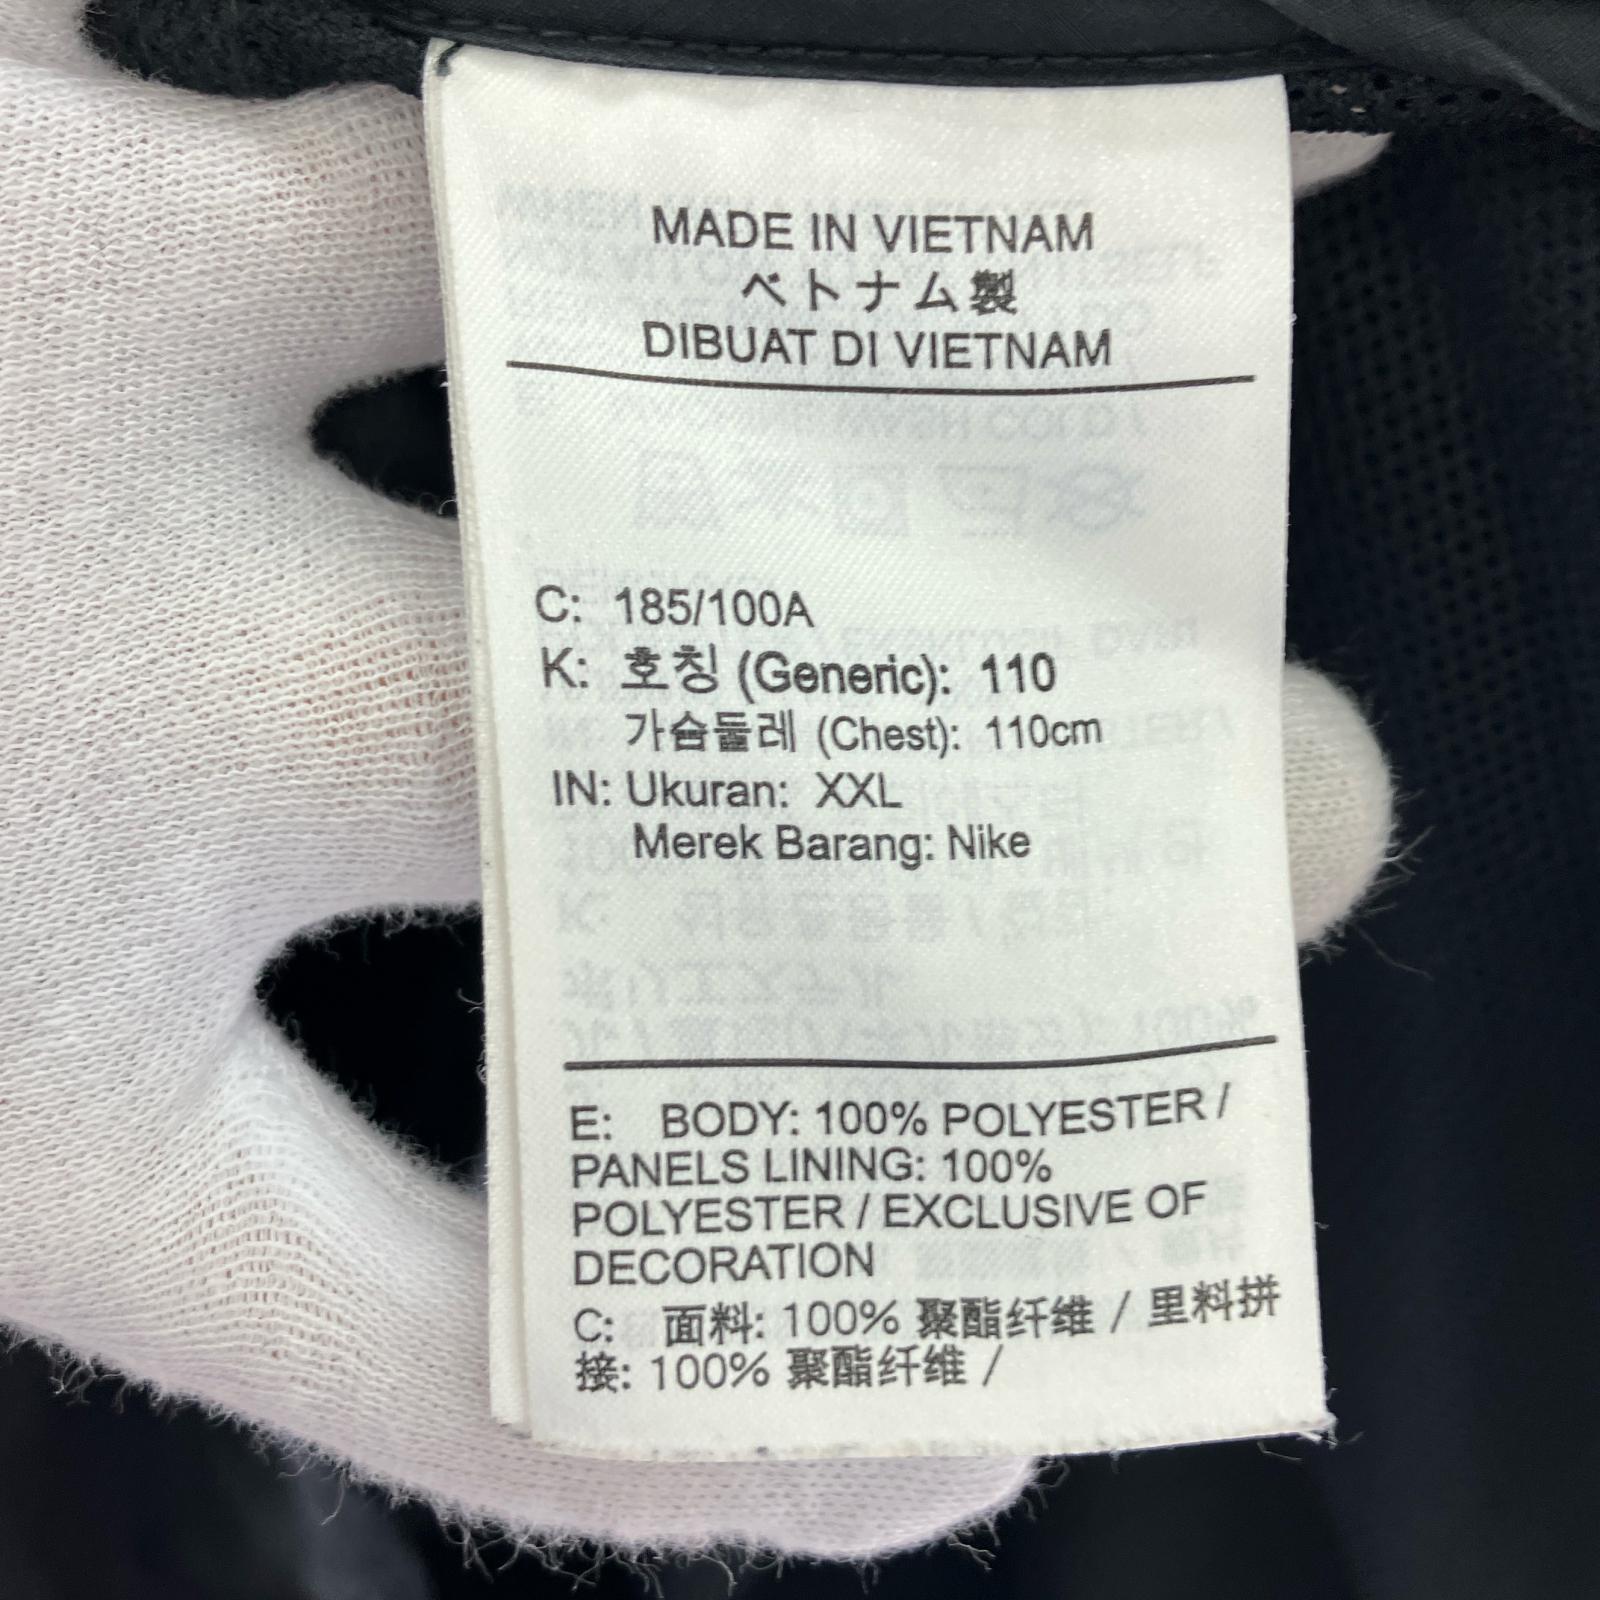 MADE IN VIETNAM
ベトナム製
DIBUAT DI VIETNAM
C: 185/100A
K: 호칭 (Generic): 110
가슴둘레 (Chest): 110cm
IN: Ukuran: XXL
Merek Barang: Nike
E: BODY: 100% POLYESTER /
PANELS LINING: 100%
POLYESTER / EXCLUSIVE OF
DECORATION
C: 面料: 100% 聚酯纤维 / 里料拼
接: 100% 聚酯纤维 /